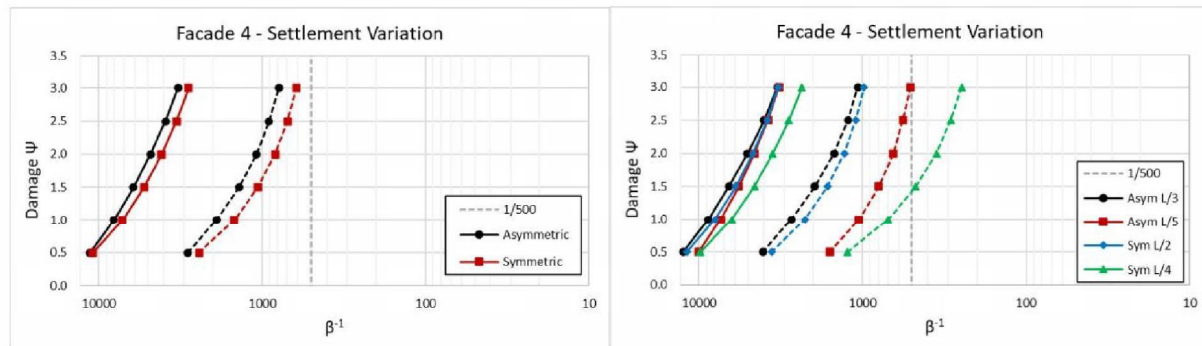 Facade 4 - Settlement Variation
Damage Ψ
3.5
3.0
2.5
2.0
1.5
1.0
0.5
0.0
10000
1000
100
10
β-1
1/500
Asymmetric
Symmetric
Facade 4 - Settlement Variation
Damage Ψ
3.5
3.0
2.5
2.0
1.5
1.0
0.5
0.0
10000
1000
100
10
β-1
1/500
Asym L/3
Asym L/5
Sym L/2
Sym L/4